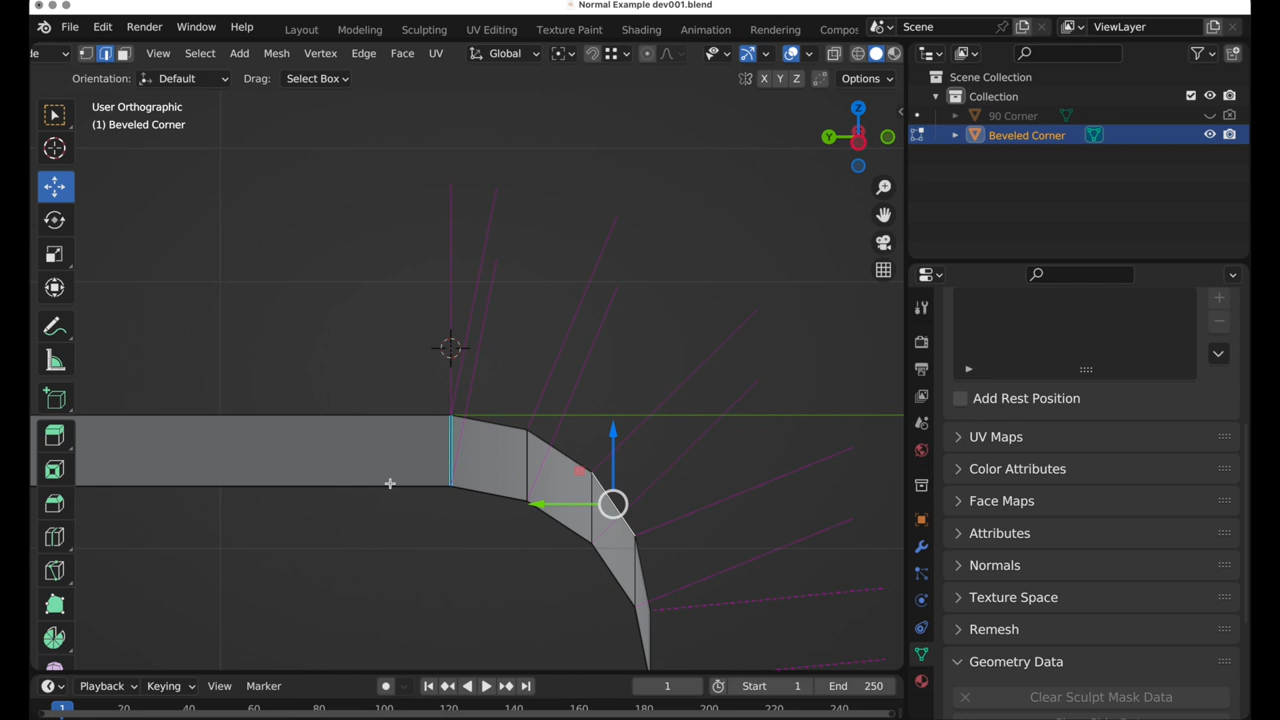 Normal Example dev001.blend
File Edit Render Window Help Layout Modeling Sculpting UV Editing Texture Paint Shading Animation Rendering Scene ViewLayer
View Select Add Mesh Vertex Edge Face UV Global
Orientation: Default Drag: Select Box X Y Z Options
User Orthographic
(1) Beveled Corner
Z
Y
Scene Collection
Collection
90 Corner
Beveled Corner
Add Rest Position
UV Maps
Color Attributes
Face Maps
Attributes
Normals
Texture Space
Remesh
Geometry Data
Clear Sculpt Mask Data
Playback Keying View Marker 1 Start 1 End 250
1 20 40 60 80 100 120 140 160 180 200 220 240